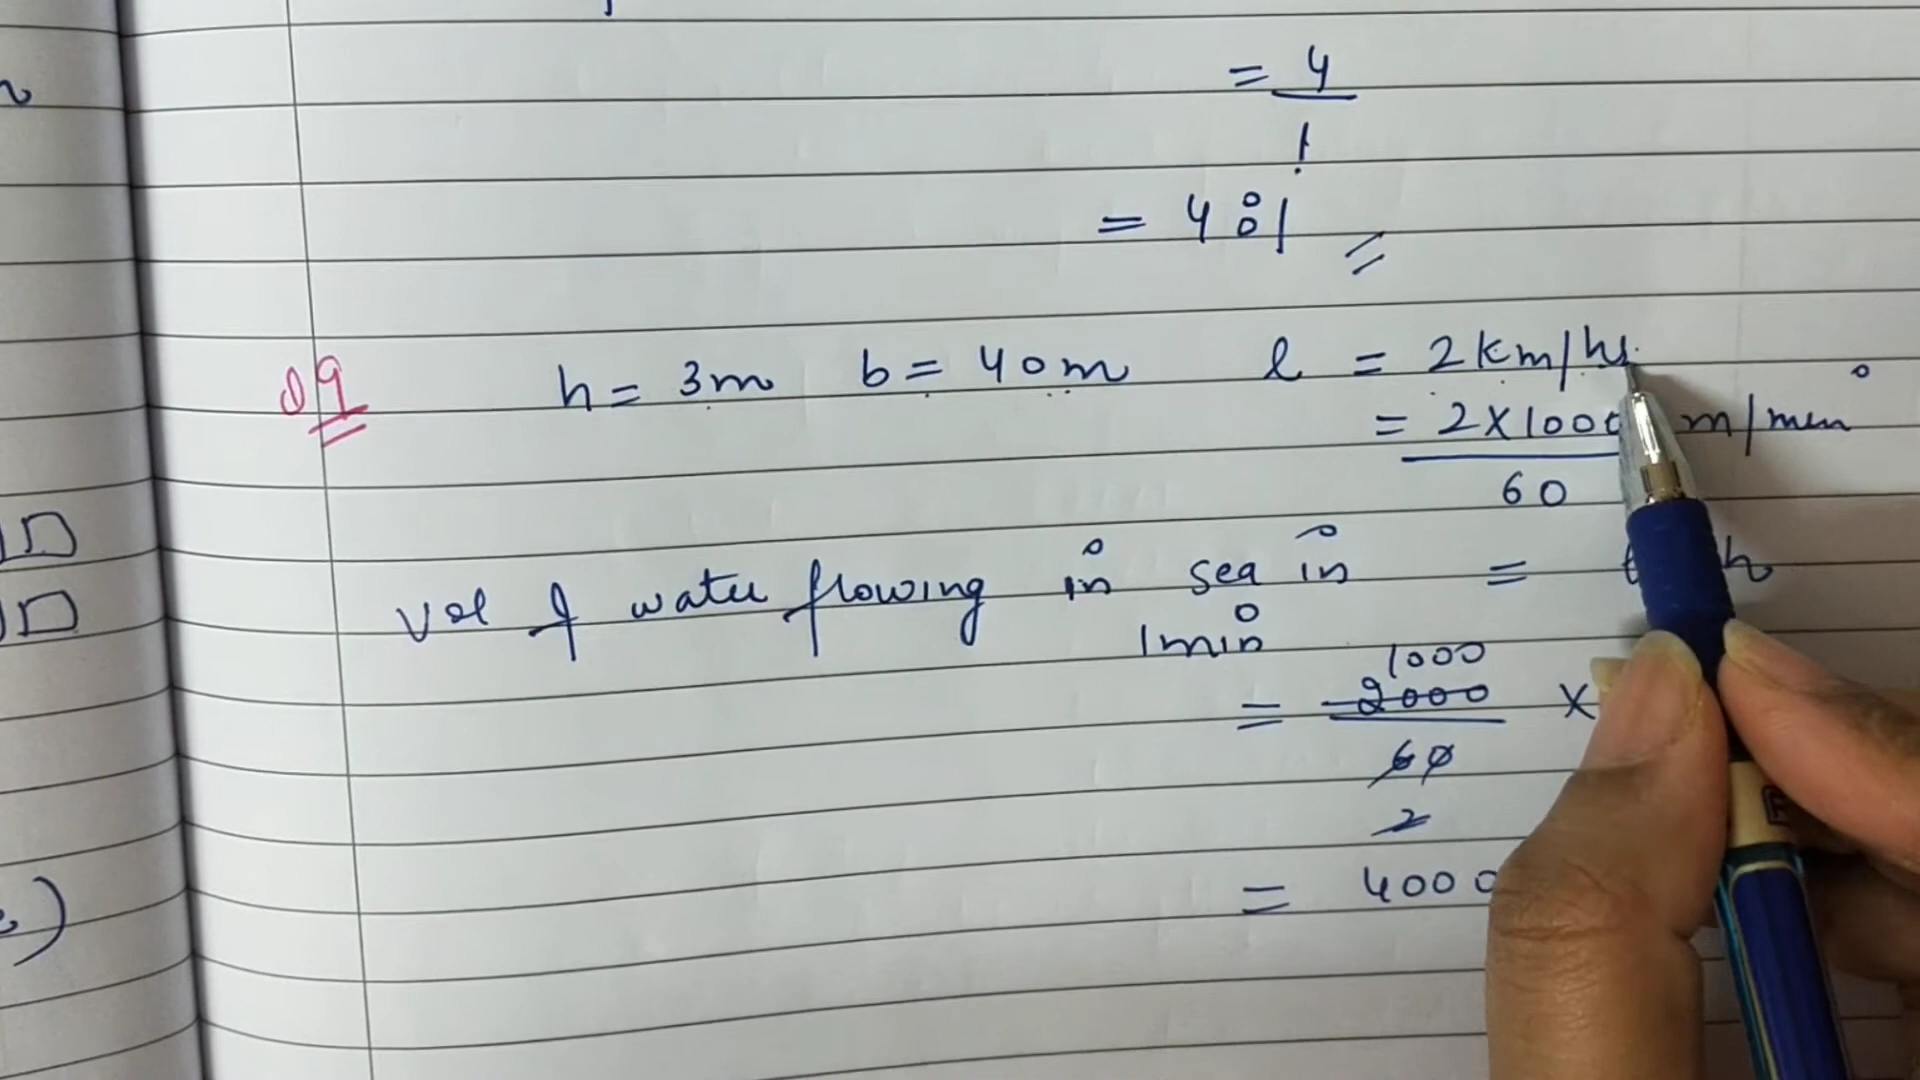 = 4
1
= 4 : 1
Q9 h = 3m b = 40m l = 2km/hr
= 2 x 1000 m/min
60
Vol of water flowing in sea in =
1min
1000
= 2000 x
60
2
= 4000